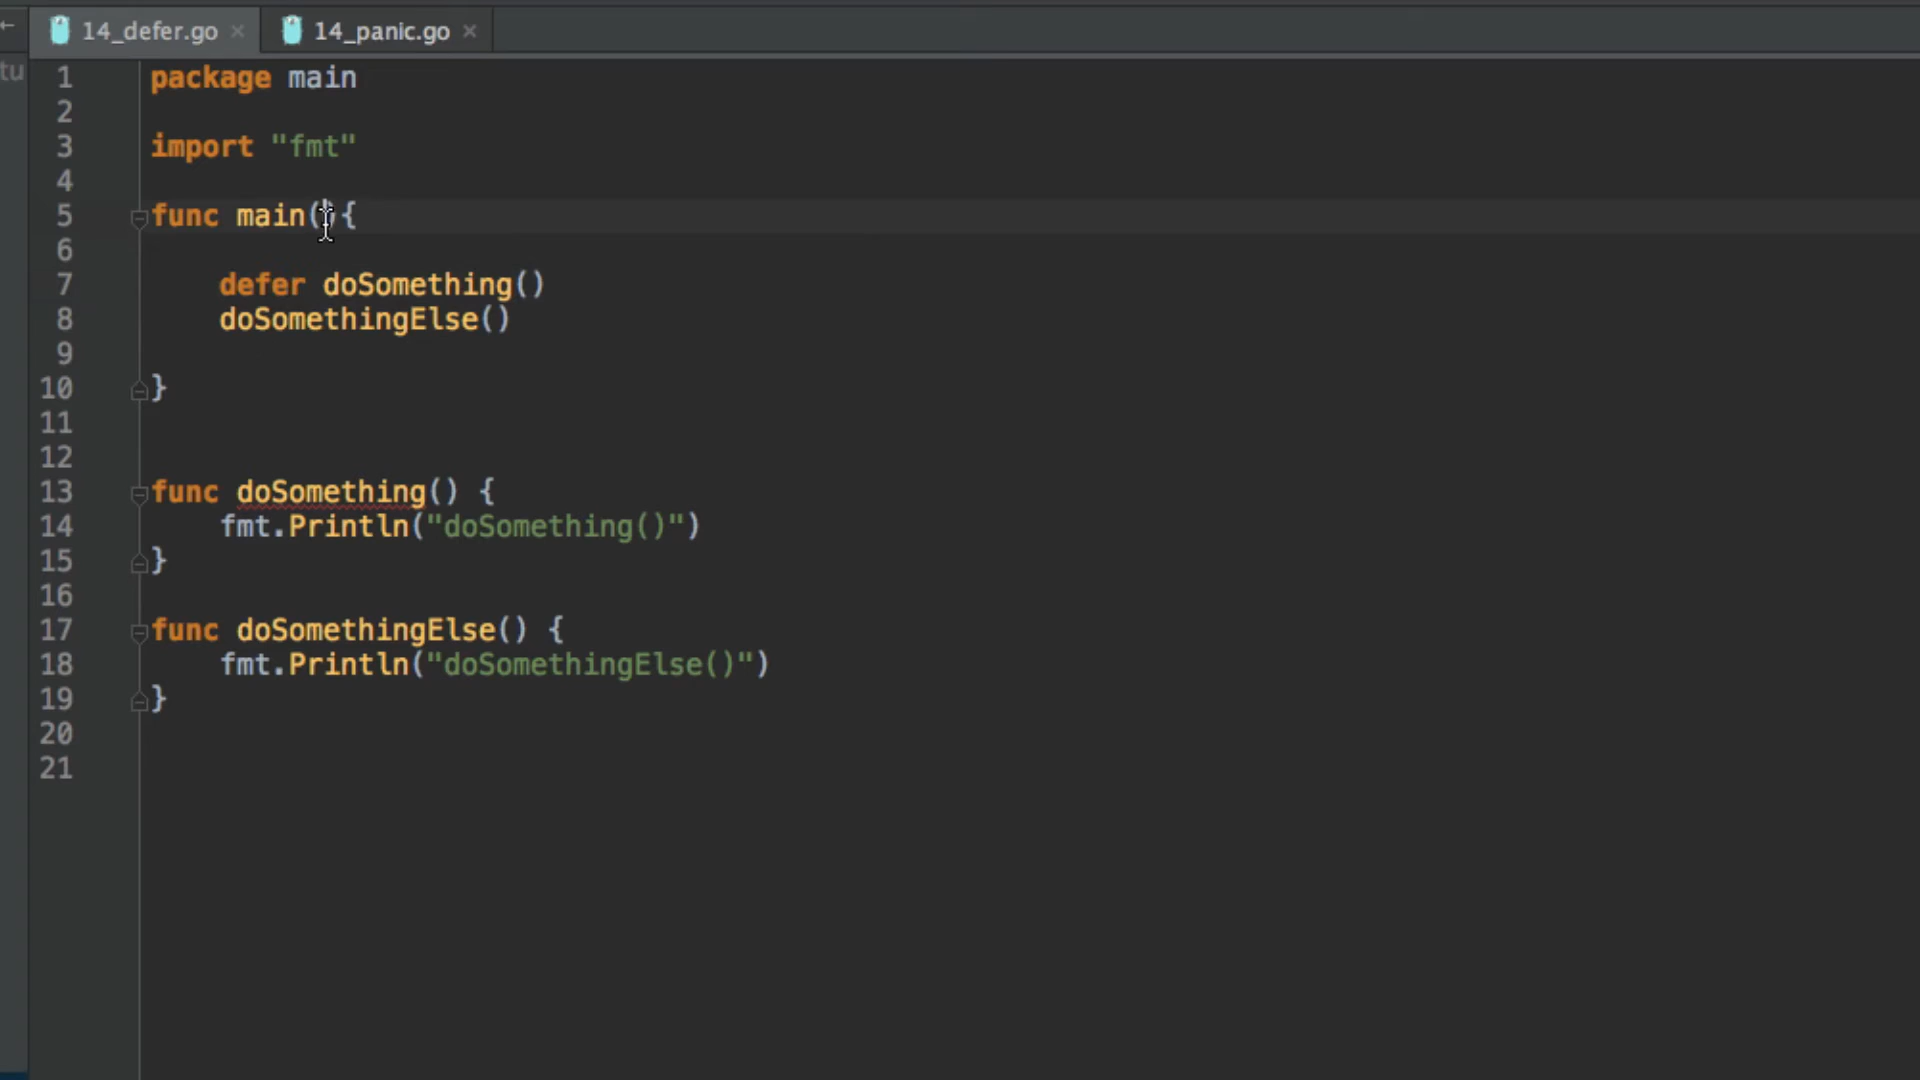 14_defer.go
14_panic.go
tu
1 package main
2
3 import "fmt"
4
5 func main(){
6
7 defer doSomething()
8 doSomethingElse()
9
10 }
11
12
13 func doSomething() {
14 fmt.Println("doSomething()")
15 }
16
17 func doSomethingElse() {
18 fmt.Println("doSomethingElse()")
19 }
20
21